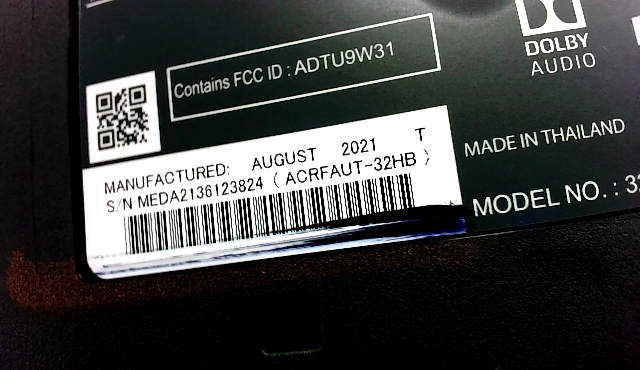 DOLBY
AUDIO
Contains FCC ID : ADTU9W31
MANUFACTURED: AUGUST 2021 T
S/N MEDA2136123824 ( ACRFAUT-32HB )
MADE IN THAILAND
MODEL NO. :